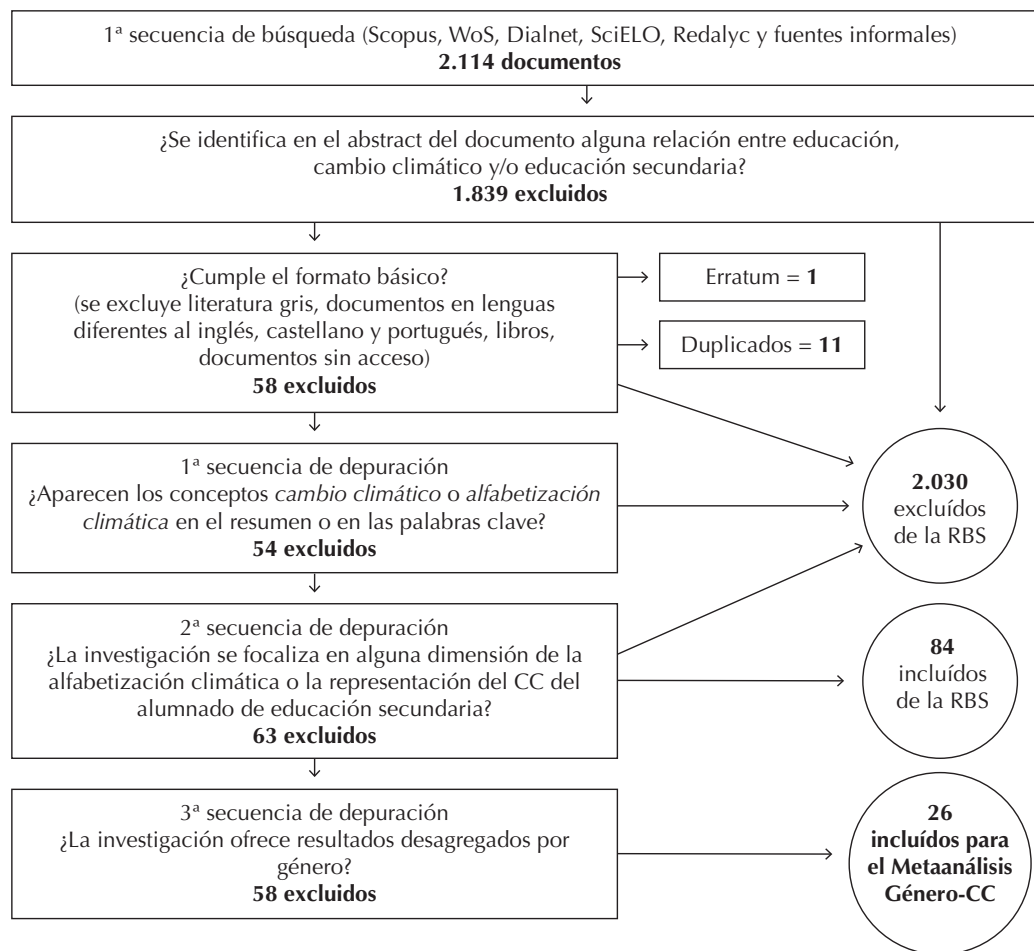 1ª secuencia de búsqueda (Scopus, WoS, Dialnet, SciELO, Redalyc y fuentes informales)
2.114 documentos
¿Se identifica en el abstract del documento alguna relación entre educación,
cambio climático y/o educación secundaria?
1.839 excluidos
¿Cumple el formato básico?
(se excluye literatura gris, documentos en lenguas
diferentes al inglés, castellano y portugués, libros,
documentos sin acceso)
58 excluidos
Erratum = 1
Duplicados = 11
1ª secuencia de depuración
¿Aparecen los conceptos cambio climático o alfabetización
climática en el resumen o en las palabras clave?
54 excluidos
2.030
excluídos
de la RBS
2ª secuencia de depuración
¿La investigación se focaliza en alguna dimensión de la
alfabetización climática o la representación del CC del
alumnado de educación secundaria?
63 excluidos
84
incluídos
de la RBS
3ª secuencia de depuración
¿La investigación ofrece resultados desagregados por
género?
58 excluidos
26
incluídos para
el Metaanálisis
Género-CC